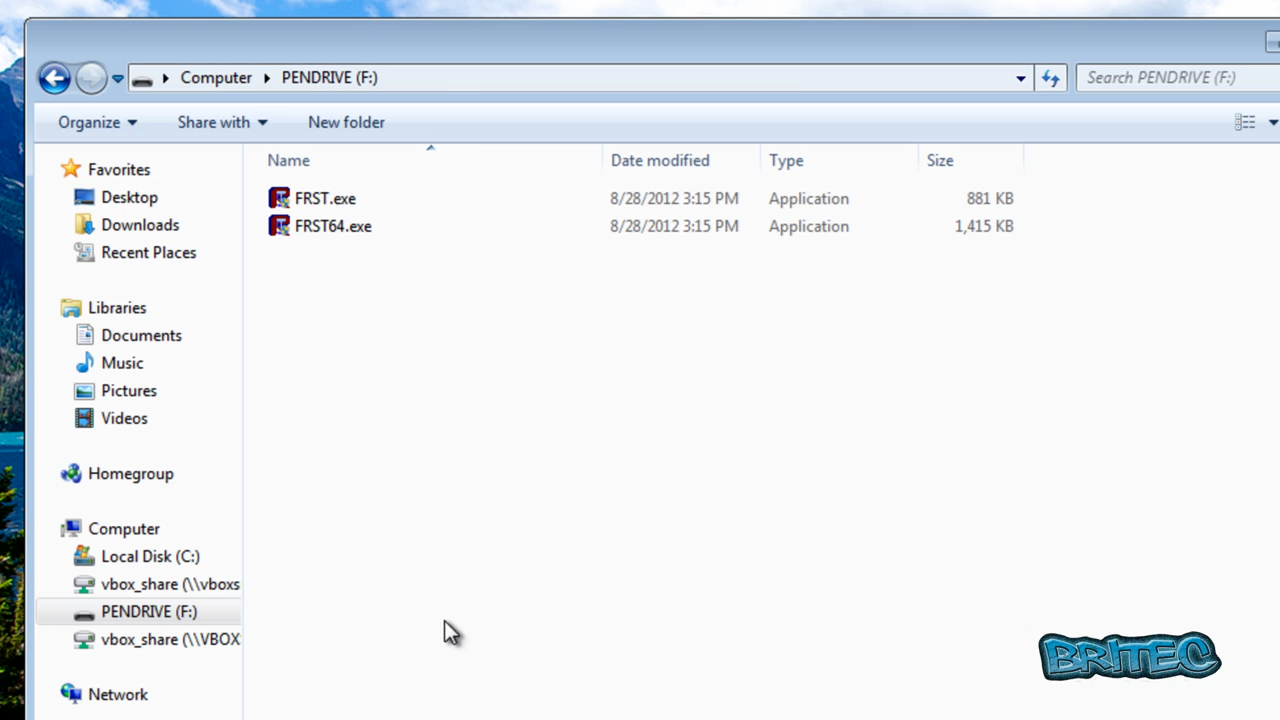 Computer PENDRIVE (F:) Search PENDRIVE (F:)
Organize Share with New folder
Name Date modified Type Size
FRST.exe 8/28/2012 3:15 PM Application 881 KB
FRST64.exe 8/28/2012 3:15 PM Application 1,415 KB
Favorites
Desktop
Downloads
Recent Places
Libraries
Documents
Music
Pictures
Videos
Homegroup
Computer
Local Disk (C:)
vbox_share (\\vboxs
PENDRIVE (F:)
vbox_share (\\VBOX
Network
BRITEC